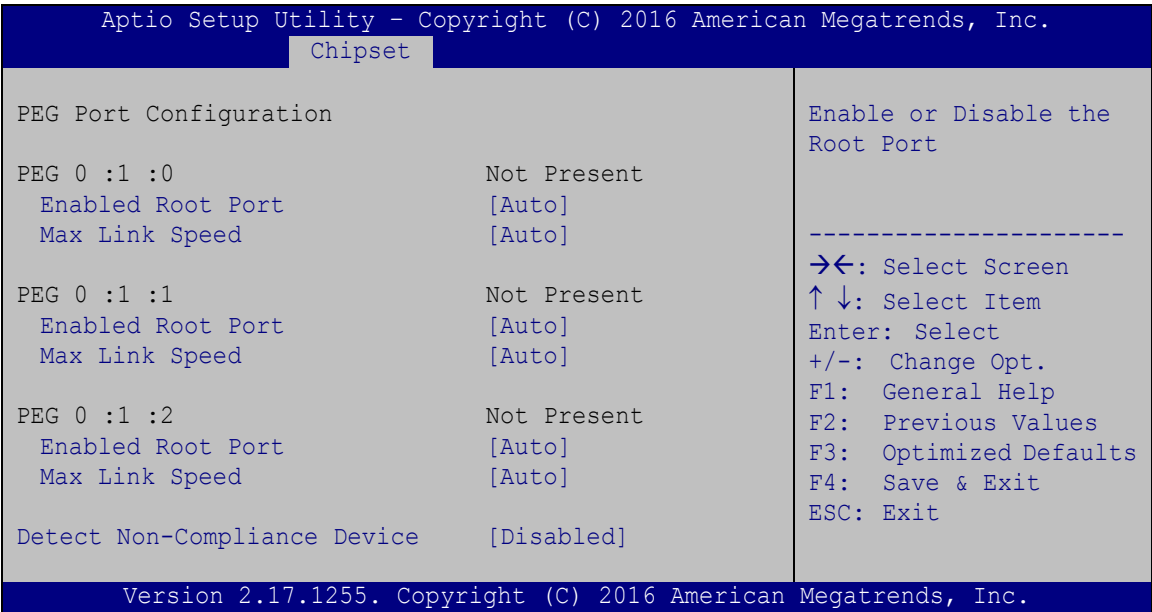 Aptio Setup Utility – Copyright (C) 2016 American Megatrends, Inc.
Chipset
PEG Port Configuration
PEG 0 :1 :0 Not Present
Enabled Root Port [Auto]
Max Link Speed [Auto]
PEG 0 :1 :1 Not Present
Enabled Root Port [Auto]
Max Link Speed [Auto]
PEG 0 :1 :2 Not Present
Enabled Root Port [Auto]
Max Link Speed [Auto]
Detect Non-Compliance Device [Disabled]
Enable or Disable the
Root Port
----------------------
→←: Select Screen
↑ ↓: Select Item
Enter: Select
+/-: Change Opt.
F1: General Help
F2: Previous Values
F3: Optimized Defaults
F4: Save & Exit
ESC: Exit
Version 2.17.1255. Copyright (C) 2016 American Megatrends, Inc.